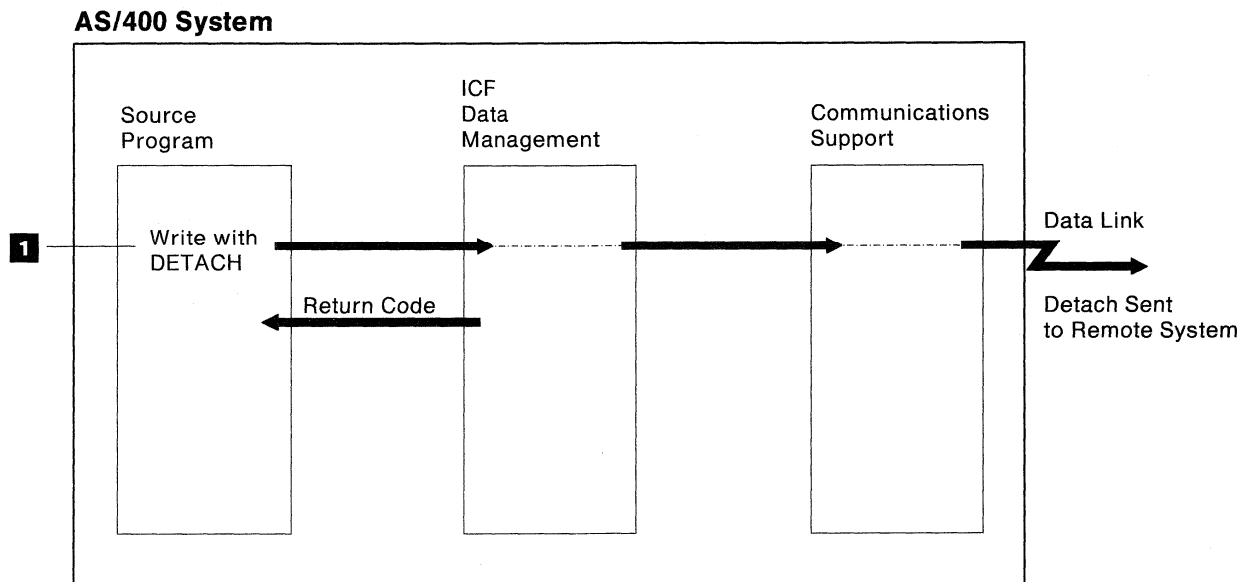 AS/400 System
Source
Program
ICF
Data
Management
Communications
Support
1
Write with
DETACH
Return Code
Data Link
Detach Sent
to Remote System